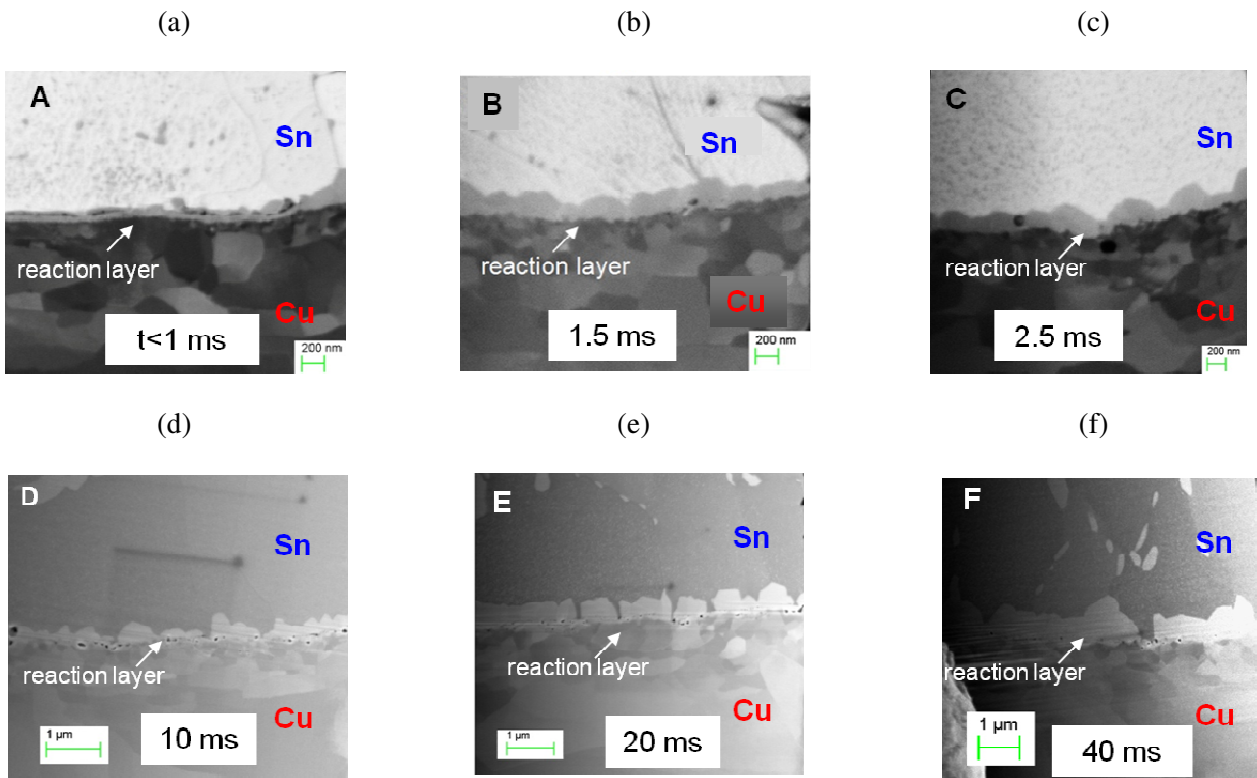 (a)
(b)
(c)
A
Sn
reaction layer
Cu
t<1 ms
200 nm
B
Sn
reaction layer
Cu
1.5 ms
200 nm
C
Sn
reaction layer
Cu
2.5 ms
200 nm
(d)
(e)
(f)
D
Sn
reaction layer
Cu
1 µm
10 ms
E
Sn
reaction layer
Cu
1 µm
20 ms
F
Sn
reaction layer
Cu
1 µm
40 ms